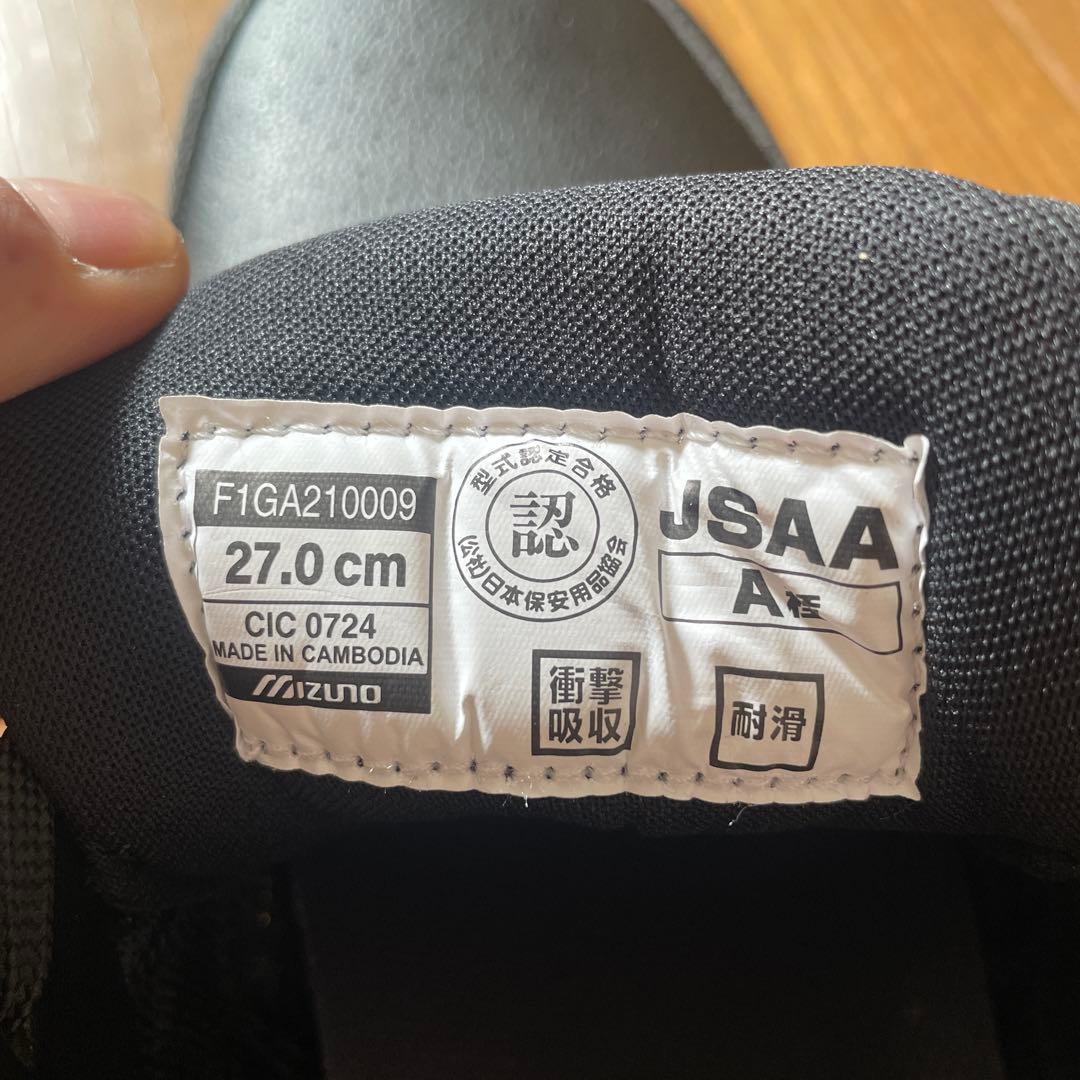 F1GA210009
27.0 cm
CIC 0724
MADE IN CAMBODIA
MIZUNO
型式認定合格
認
(公社)日本保安用品協会
JSAA
A種
衝撃
吸収
耐滑